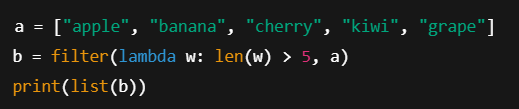 a = ["apple", "banana", "cherry", "kiwi", "grape"]
b = filter(lambda w: len(w) > 5, a)
print(list(b))